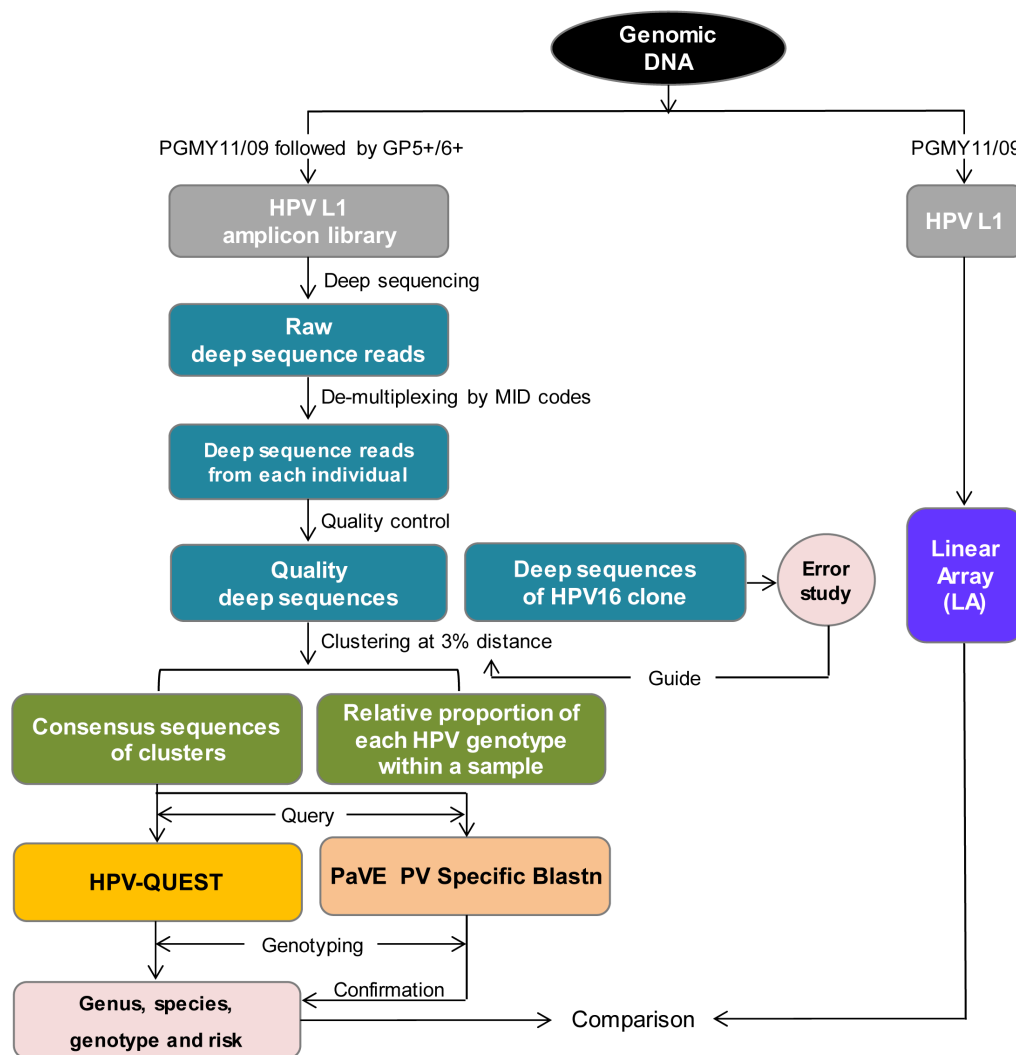 Genomic
DNA
PGMY11/09 followed by GP5+/6+
PGMY11/09
HPV L1
amplicon library
HPV L1
Deep sequencing
Raw
deep sequence reads
De-multiplexing by MID codes
Deep sequence reads
from each individual
Quality control
Quality
deep sequences
Deep sequences
of HPV16 clone
Error
study
Linear
Array
(LA)
Clustering at 3% distance
Guide
Consensus sequences
of clusters
Relative proportion of
each HPV genotype
within a sample
Query
HPV-QUEST
PaVE PV Specific Blastn
Genotyping
Confirmation
Genus, species,
genotype and risk
Comparison